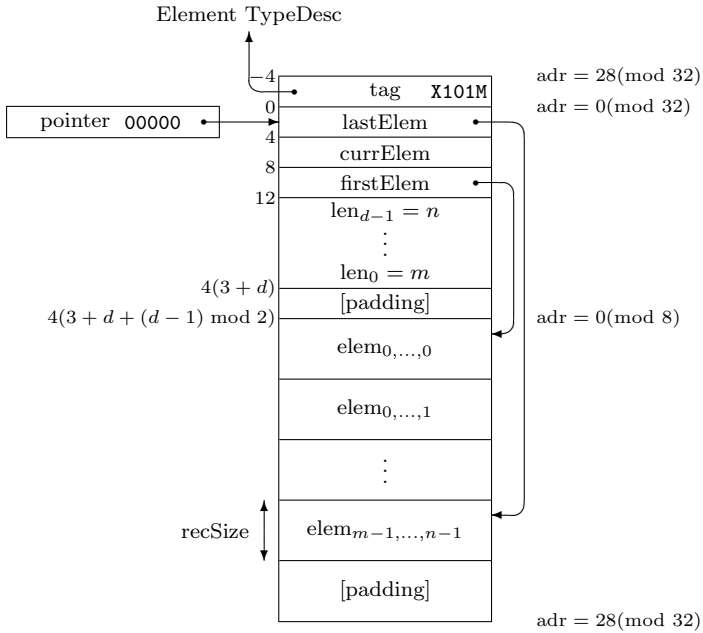 Element TypeDesc
−4
tag X101M
adr = 28(mod 32)
0
adr = 0(mod 32)
pointer 00000
lastElem
4
currElem
8
firstElem
12
len_{d−1} = n
⋮
len_0 = m
4(3 + d)
[padding]
4(3 + d + (d − 1) mod 2)
adr = 0(mod 8)
elem_{0,...,0}
elem_{0,...,1}
⋮
recSize
elem_{m−1,...,n−1}
[padding]
adr = 28(mod 32)